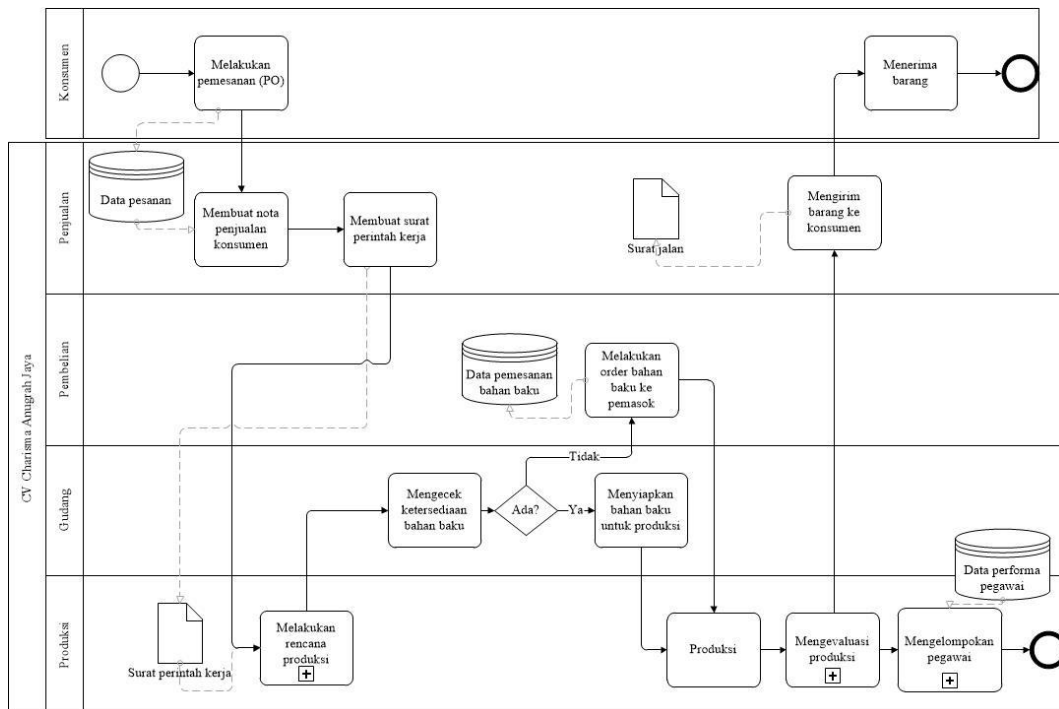 Konsumen
Melakukan
pemesanan (PO)
Menerima
barang
CV Charisma Anugrah Jaya
Penjualan
Data pesanan
Membuat nota
penjualan
konsumen
Membuat surat
perintah kerja
Surat jalan
Mengirim
barang ke
konsumen
Pembelian
Data pemesanan
bahan baku
Melakukan
order bahan
baku ke
pemasok
Gudang
Mengecek
ketersediaan
bahan baku
Ada?
Tidak
Ya
Menyiapkan
bahan baku
untuk produksi
Data performa
pegawai
Produksi
Surat perintah kerja
Melakukan
rencana
produksi
Produksi
Mengevaluasi
produksi
Mengelompokan
pegawai